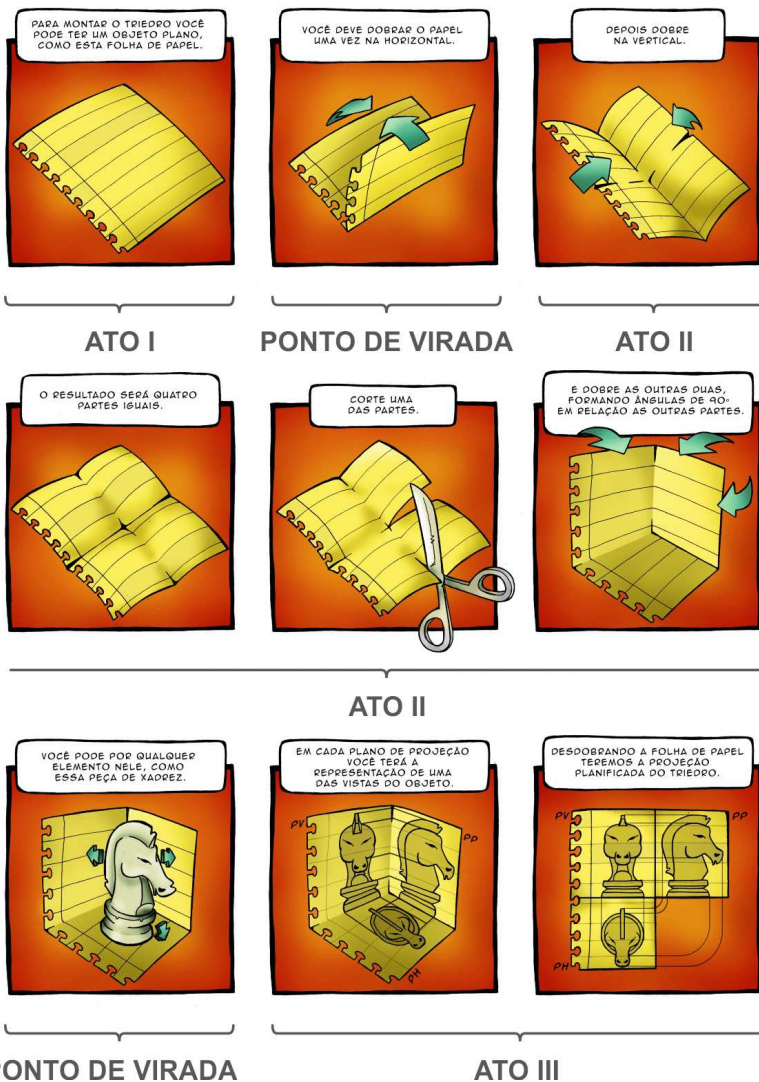 PARA MONTAR O TRIEDRO VOCÊ
PODE TER UM OBJETO PLANO,
COMO ESTA FOLHA DE PAPEL.
VOCÊ DEVE DOBRAR O PAPEL
UMA VEZ NA HORIZONTAL.
DEPOIS DOBRE
NA VERTICAL.
ATO I
PONTO DE VIRADA
ATO II
O RESULTADO SERÁ QUATRO
PARTES IGUAIS.
CORTE UMA
DAS PARTES.
E DOBRE AS OUTRAS DUAS,
FORMANDO ÂNGULAS DE 90º
EM RELAÇÃO AS OUTRAS PARTES.
ATO II
VOCÊ PODE POR QUALQUER
ELEMENTO NELE, COMO
ESSA PEÇA DE XADREZ.
EM CADA PLANO DE PROJEÇÃO
VOCÊ TERÁ A
REPRESENTAÇÃO DE UMA
DAS VISTAS DO OBJETO.
PV
PP
PH
DESDOBRANDO A FOLHA DE PAPEL
TEREMOS A PROJEÇÃO
PLANIFICADA DO TRIEDRO.
PV
PP
PH
PONTO DE VIRADA
ATO III